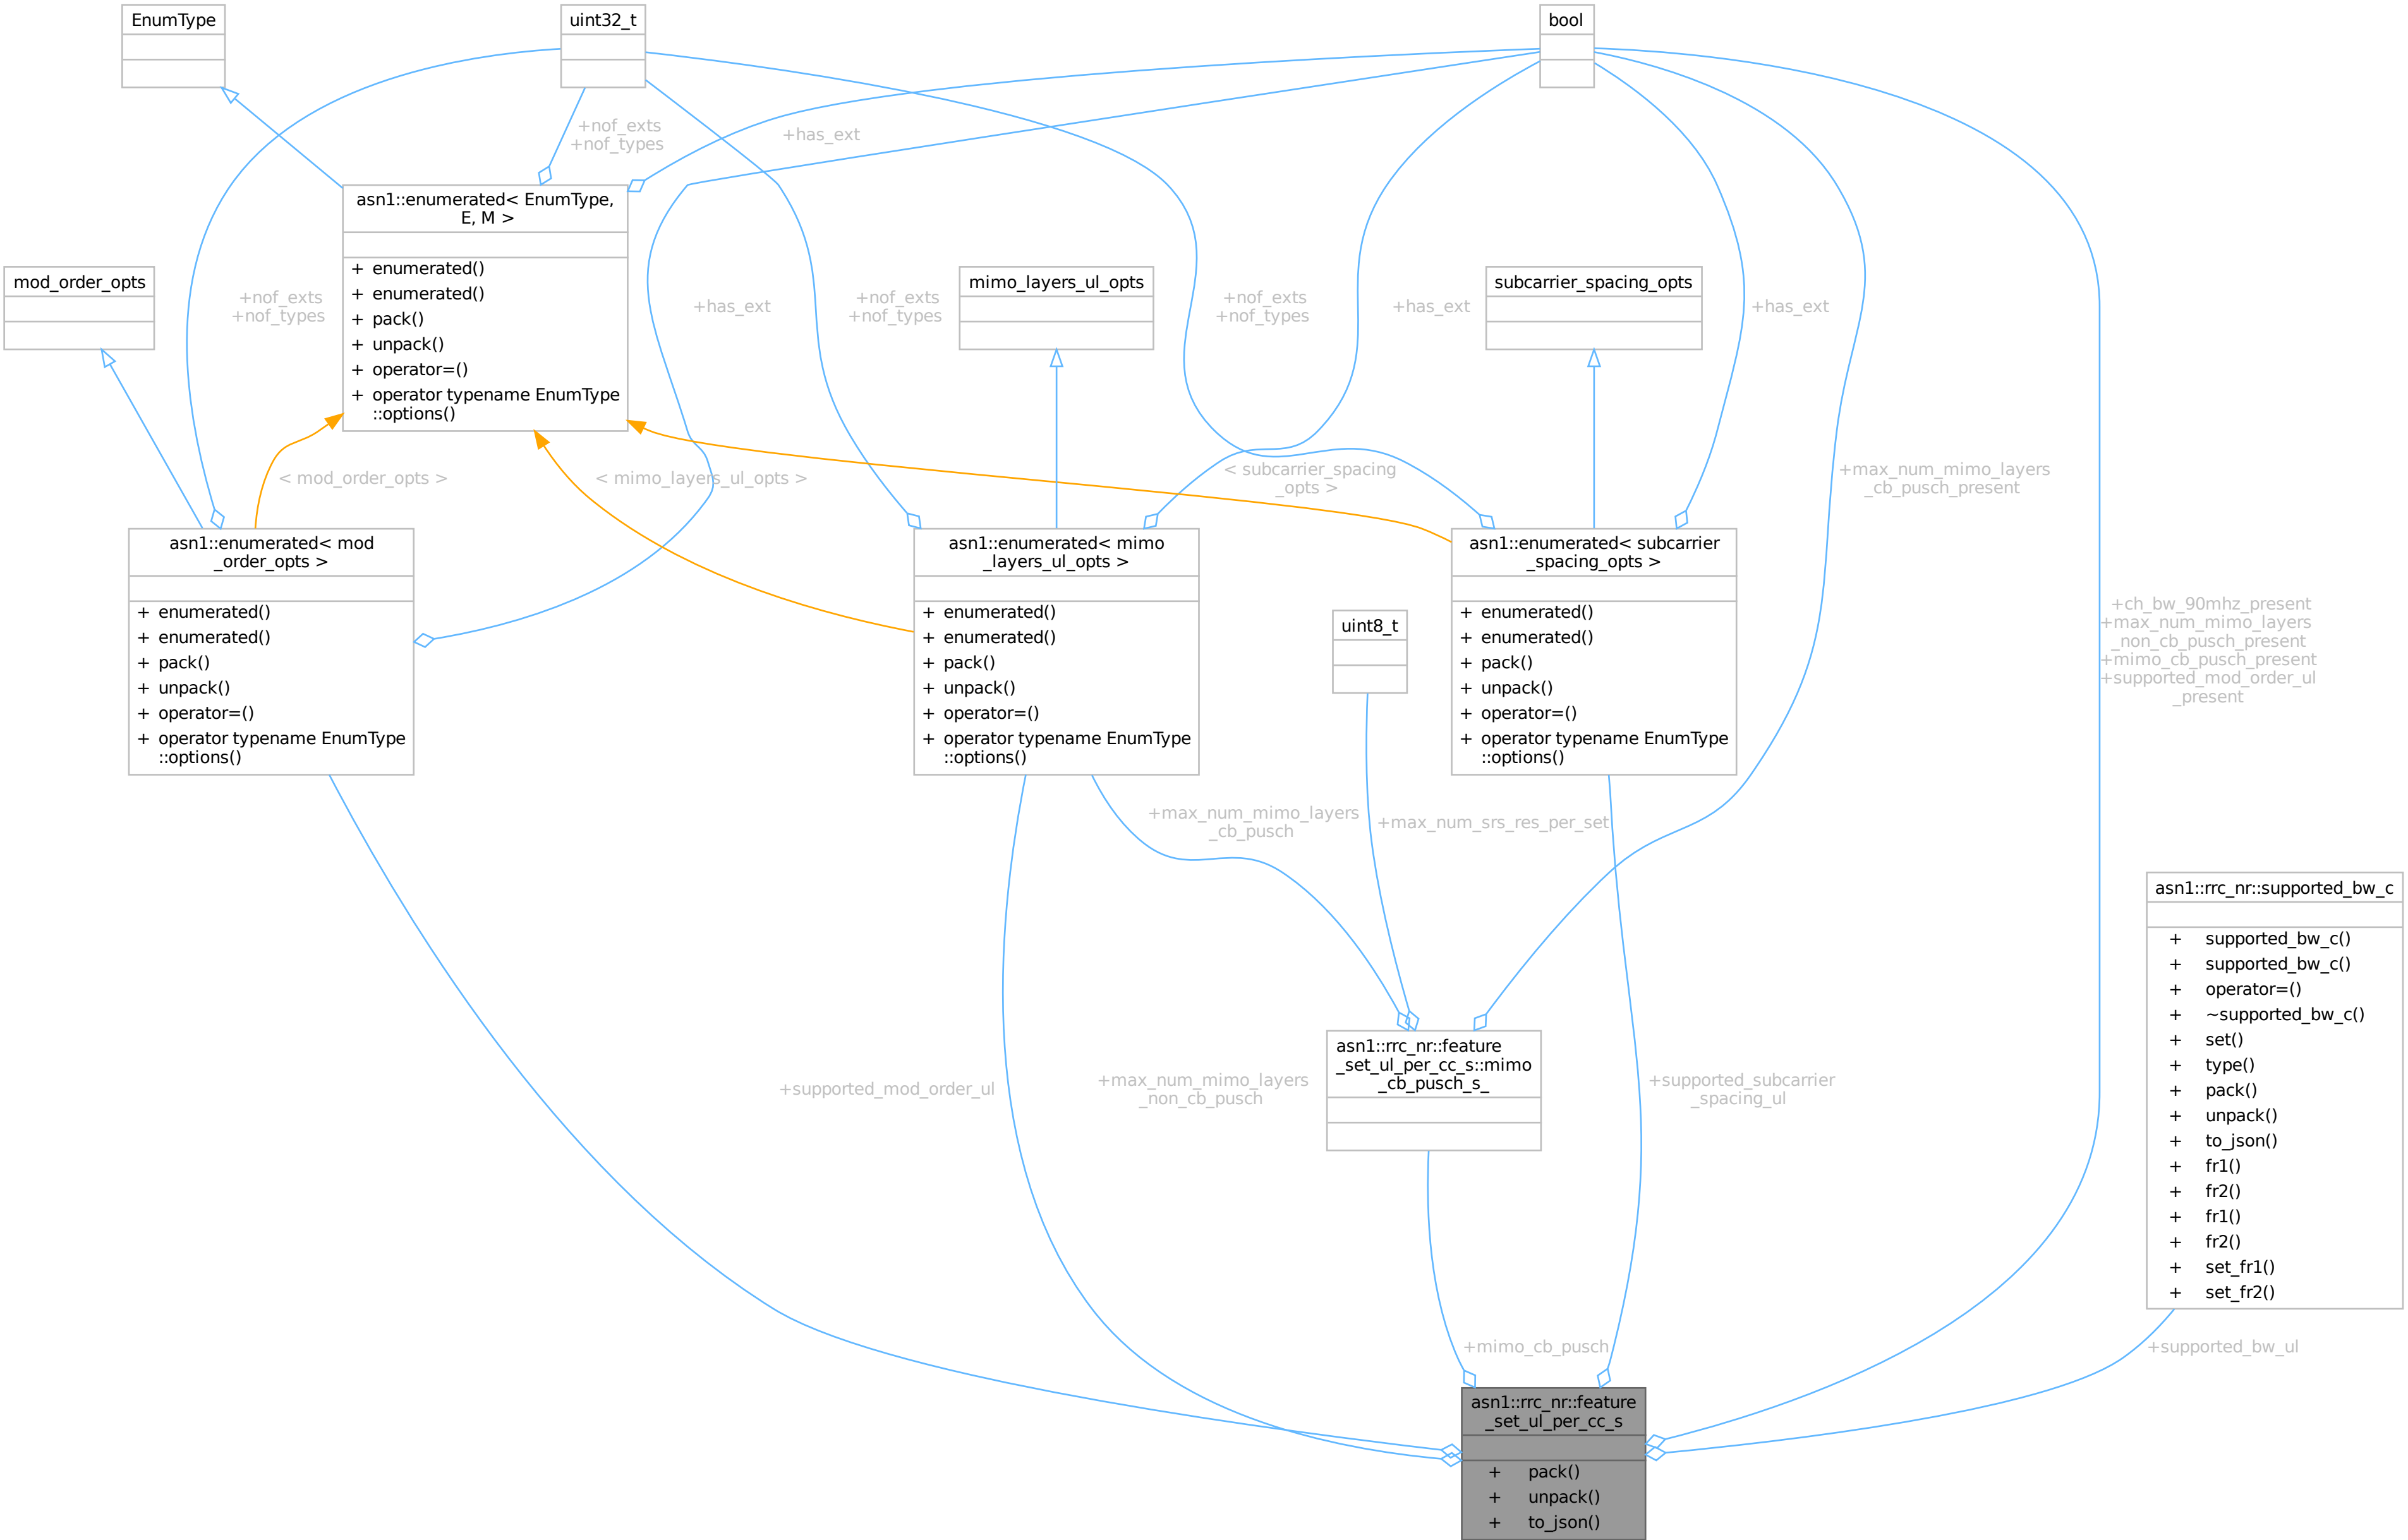 EnumType
uint32_t
bool
+nof_exts
+nof_types
+has_ext
asn1::enumerated< EnumType,
E, M >
+ enumerated()
+ enumerated()
+ pack()
+ unpack()
+ operator=()
+ operator typename EnumType
::options()
mod_order_opts
+nof_exts
+nof_types
+has_ext
+nof_exts
+nof_types
mimo_layers_ul_opts
+nof_exts
+nof_types
+has_ext
subcarrier_spacing_opts
+has_ext
< mod_order_opts >
< mimo_layers_ul_opts >
< subcarrier_spacing
_opts >
+max_num_mimo_layers
_cb_pusch_present
asn1::enumerated< mod
_order_opts >
+ enumerated()
+ enumerated()
+ pack()
+ unpack()
+ operator=()
+ operator typename EnumType
::options()
asn1::enumerated< mimo
_layers_ul_opts >
+ enumerated()
+ enumerated()
+ pack()
+ unpack()
+ operator=()
+ operator typename EnumType
::options()
uint8_t
asn1::enumerated< subcarrier
_spacing_opts >
+ enumerated()
+ enumerated()
+ pack()
+ unpack()
+ operator=()
+ operator typename EnumType
::options()
+ch_bw_90mhz_present
+max_num_mimo_layers
_non_cb_pusch_present
+mimo_cb_pusch_present
+supported_mod_order_ul
_present
+max_num_mimo_layers
_cb_pusch
+max_num_srs_res_per_set
asn1::rrc_nr::supported_bw_c
+ supported_bw_c()
+ supported_bw_c()
+ operator=()
+ ~supported_bw_c()
+ set()
+ type()
+ pack()
+ unpack()
+ to_json()
+ fr1()
+ fr2()
+ fr1()
+ fr2()
+ set_fr1()
+ set_fr2()
+supported_mod_order_ul
+max_num_mimo_layers
_non_cb_pusch
asn1::rrc_nr::feature
_set_ul_per_cc_s::mimo
_cb_pusch_s_
+supported_subcarrier
_spacing_ul
+mimo_cb_pusch
+supported_bw_ul
asn1::rrc_nr::feature
_set_ul_per_cc_s
+ pack()
+ unpack()
+ to_json()